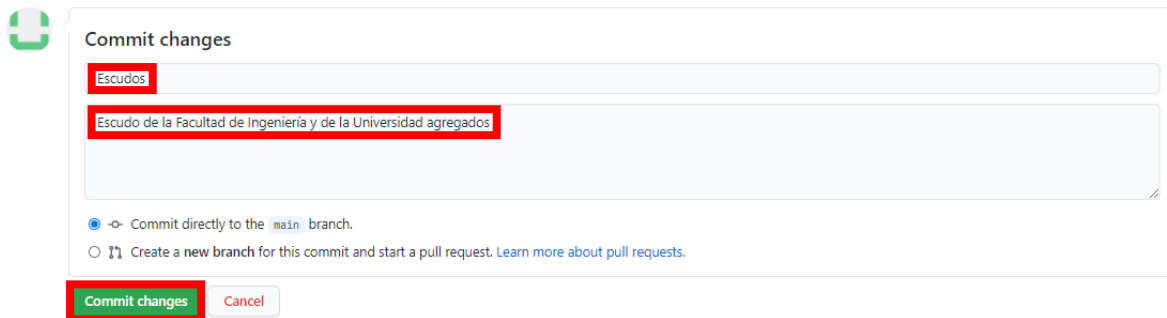 Commit changes
Escudos
Escudo de la Facultad de Ingeniería y de la Universidad agregados
Commit directly to the main branch.
Create a new branch for this commit and start a pull request. Learn more about pull requests.
Commit changes Cancel